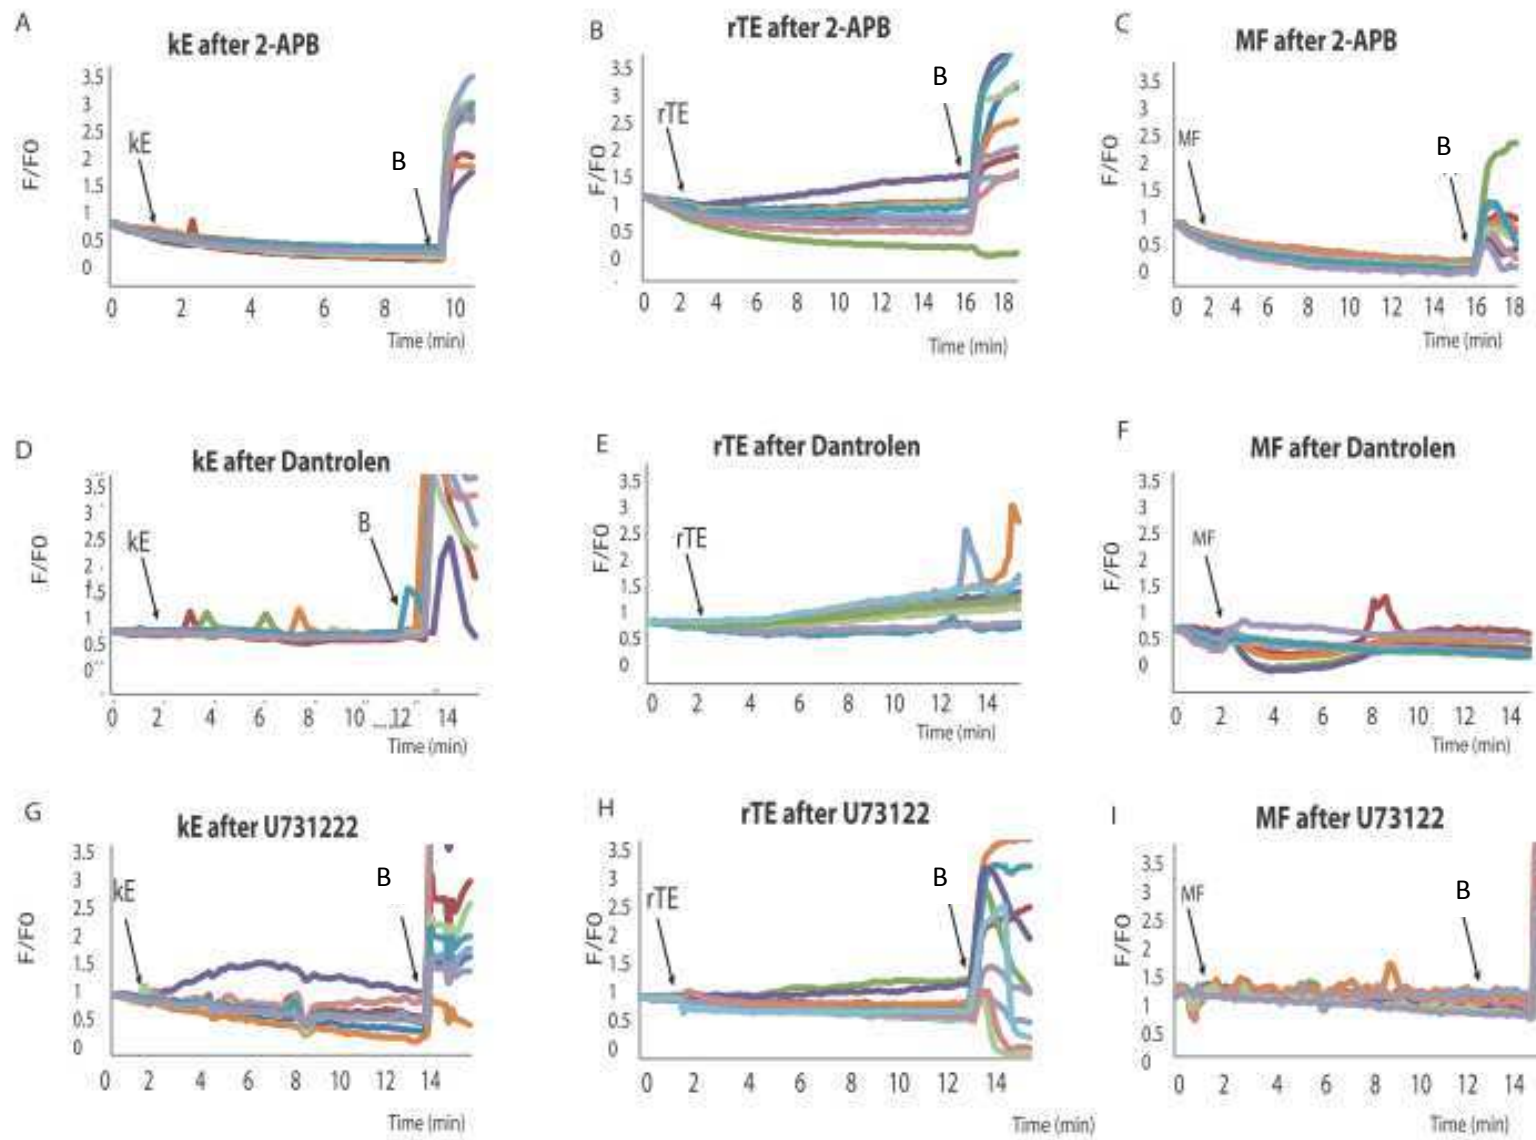 A
kE after 2-APB
F/FO
3.5
3
2.5
2
1.5
1
0.5
0
kE
B
0 2 4 6 8 10
Time (min)
B
rTE after 2-APB
F/FO
3.5
3
2.5
2
1.5
1
0.5
0
rTE
B
0 2 4 6 8 10 12 14 16 18
Time (min)
C
MF after 2-APB
F/FO
3.5
3
2.5
2
1.5
1
0.5
0
MF
B
0 2 4 6 8 10 12 14 16 18
Time (min)
D
kE after Dantrolen
F/FO
3.5
3
2.5
2
1.5
1
0.5
0
kE
B
0 2 4 6 8 10 12 14
Time (min)
E
rTE after Dantrolen
F/FO
3.5
3
2.5
2
1.5
1
0.5
0
rTE
0 2 4 6 8 10 12 14
Time (min)
F
MF after Dantrolen
F/FO
3.5
3
2.5
2
1.5
1
0.5
0
MF
0 2 4 6 8 10 12 14
Time (min)
G
kE after U731222
F/FO
3.5
3
2.5
2
1.5
1
0.5
0
kE
B
0 2 4 6 8 10 12 14
Time (min)
H
rTE after U73122
F/FO
3.5
3
2.5
2
1.5
1
0.5
0
rTE
B
0 2 4 6 8 10 12 14
Time (min)
I
MF after U73122
F/FO
3.5
3
2.5
2
1.5
1
0.5
0
MF
B
0 2 4 6 8 10 12 14
Time (min)